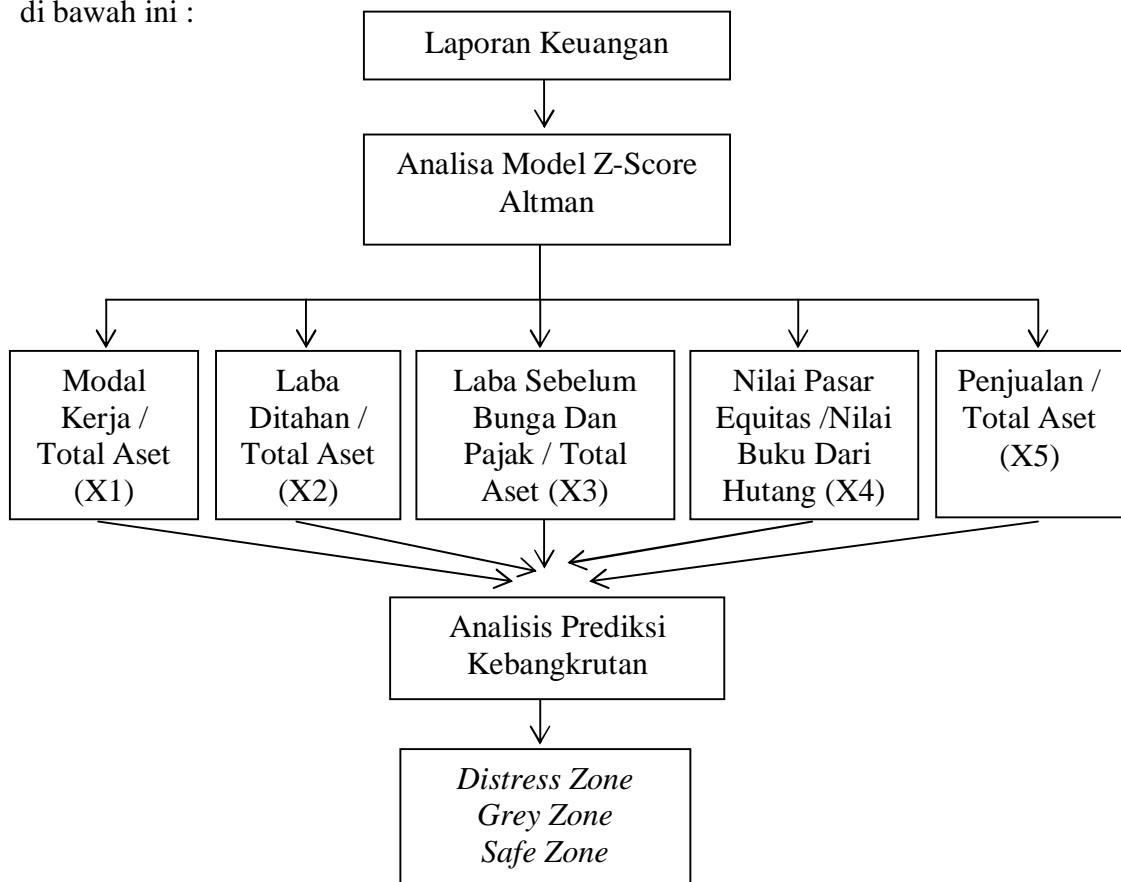 di bawah ini :
Laporan Keuangan
Analisa Model Z-Score
Altman
Modal
Kerja /
Total Aset
(X1)
Laba
Ditahan /
Total Aset
(X2)
Laba Sebelum
Bunga Dan
Pajak / Total
Aset (X3)
Nilai Pasar
Equitas /Nilai
Buku Dari
Hutang (X4)
Penjualan /
Total Aset
(X5)
Analisis Prediksi
Kebangkrutan
Distress Zone
Grey Zone
Safe Zone